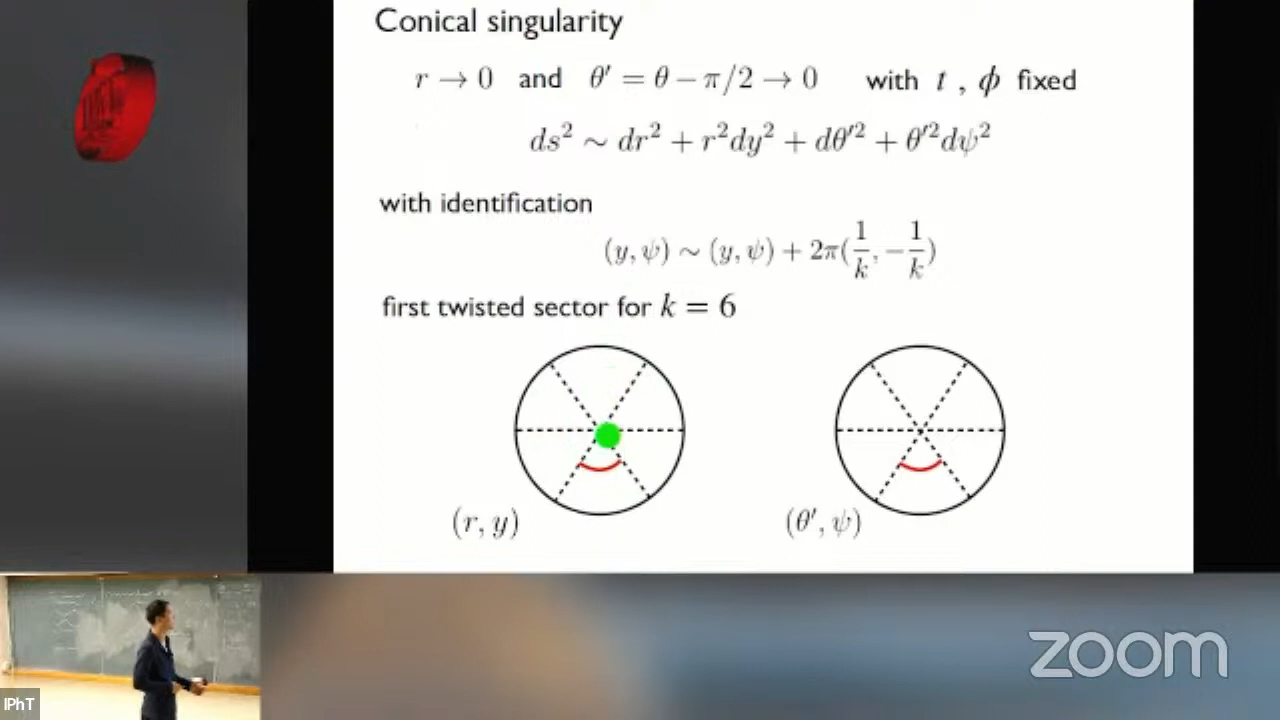 Conical singularity
r → 0 and θ′ = θ − π/2 → 0 with t , ϕ fixed
ds² ∼ dr² + r²dy² + dθ′² + θ′²dψ²
with identification
(y, ψ) ∼ (y, ψ) + 2π(1/k, −1/k)
first twisted sector for k = 6
(r, y)
(θ′, ψ)
zoom
IPhT